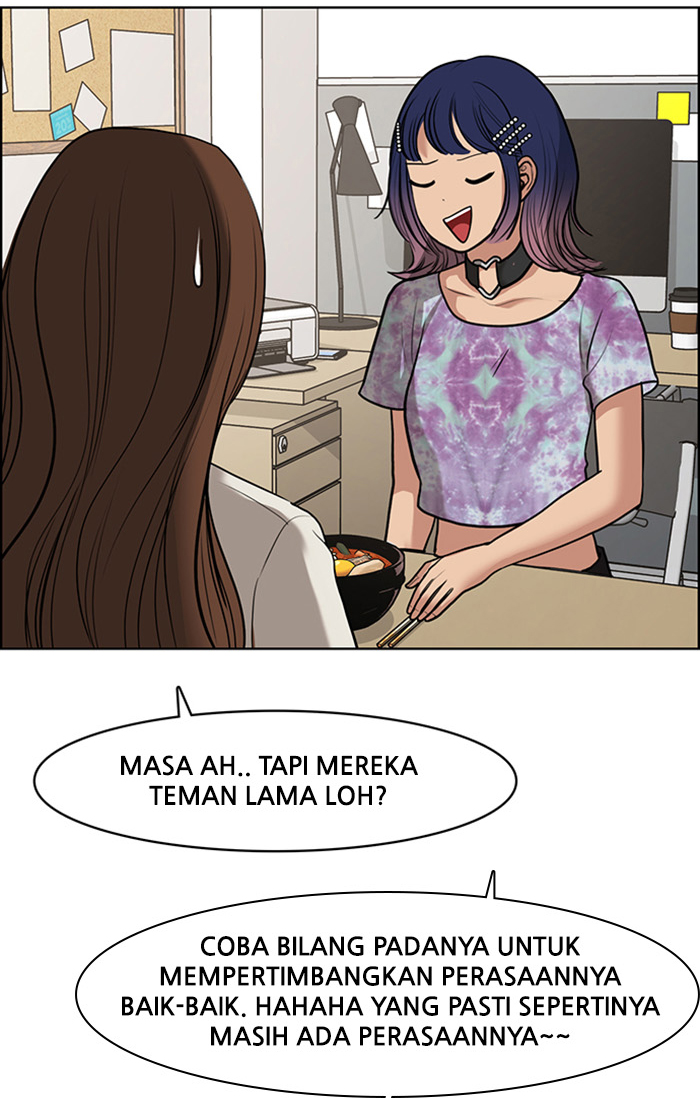 201
MASA AH.. TAPI MEREKA
TEMAN LAMA LOH?
COBA BILANG PADANYA UNTUK
MEMPERTIMBANGKAN PERASAANNYA
BAIK-BAIK. HAHAHA YANG PASTI SEPERTINYA
MASIH ADA PERASAANNYA~~